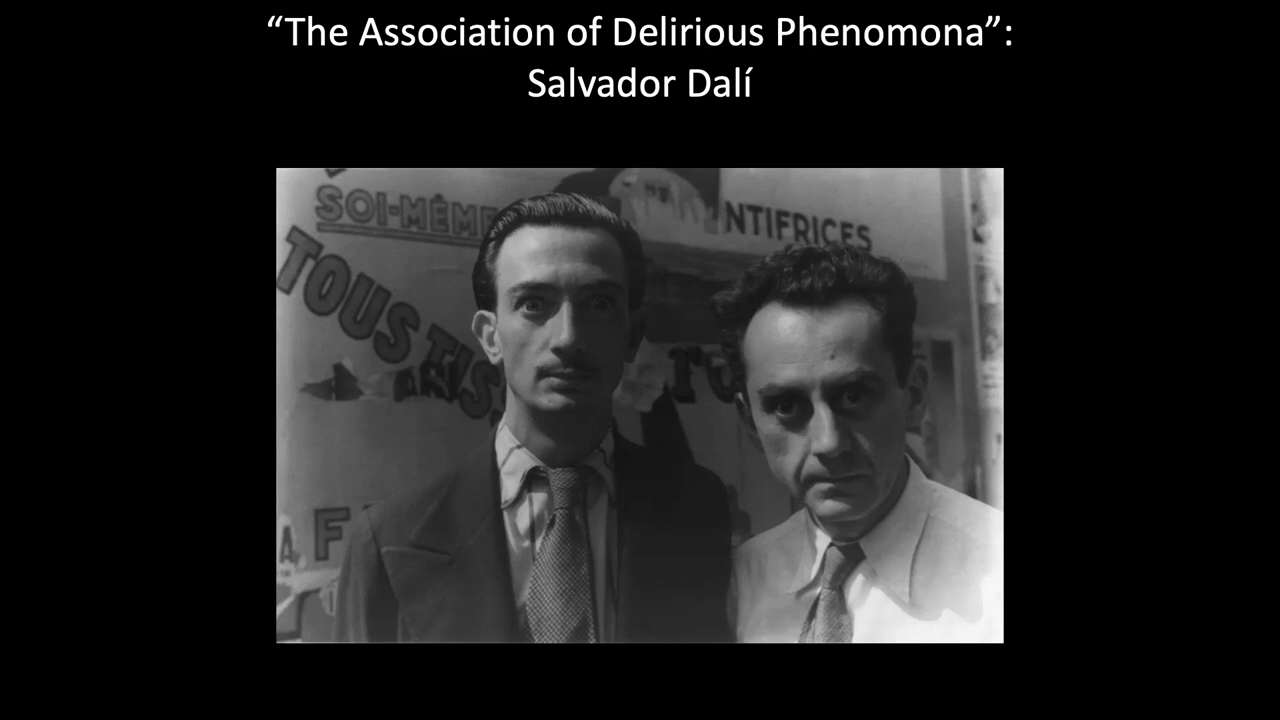 “The Association of Delirious Phenomona”:
Salvador Dalí
SOI-MÊME
NTIFRICES
TOUS